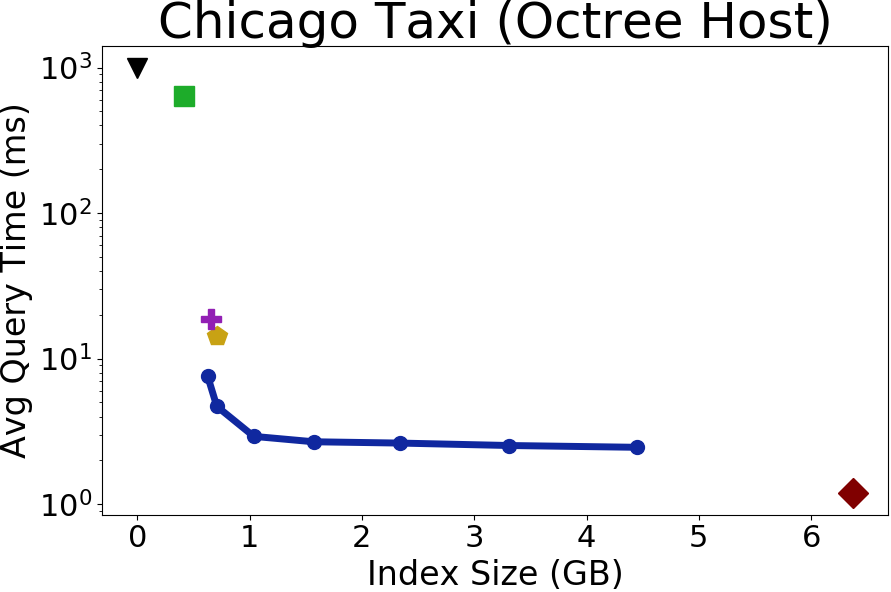 Chicago Taxi (Octree Host)
Avg Query Time (ms)
10³
10²
10¹
10⁰
0 1 2 3 4 5 6
Index Size (GB)